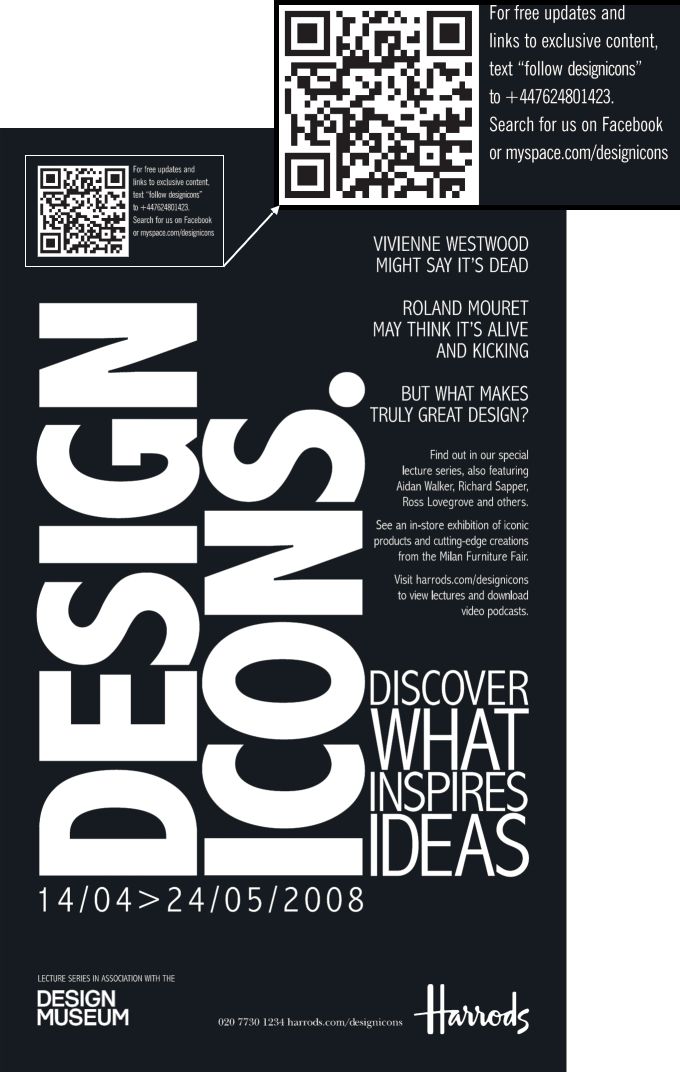 For free updates and
links to exclusive content,
text “follow designicons”
to +447624801423.
Search for us on Facebook
or myspace.com/designicons
For free updates and
links to exclusive content,
text “follow designicons”
to +447624801423.
Search for us on Facebook
or myspace.com/designicons
VIVIENNE WESTWOOD
MIGHT SAY IT’S DEAD
ROLAND MOURET
MAY THINK IT’S ALIVE
AND KICKING
BUT WHAT MAKES
TRULY GREAT DESIGN?
Find out in our special
lecture series, also featuring
Aidan Walker, Richard Sapper,
Ross Lovegrove and others.
See an in-store exhibition of iconic
products and cutting-edge creations
from the Milan Furniture Fair.
Visit harrods.com/designicons
to view lectures and download
video podcasts.
DESIGN
ICONS.
DISCOVER
WHAT
INSPIRES
IDEAS
14/04>24/05/2008
LECTURE SERIES IN ASSOCIATION WITH THE
DESIGN
MUSEUM
020 7730 1234 harrods.com/designicons
Harrods